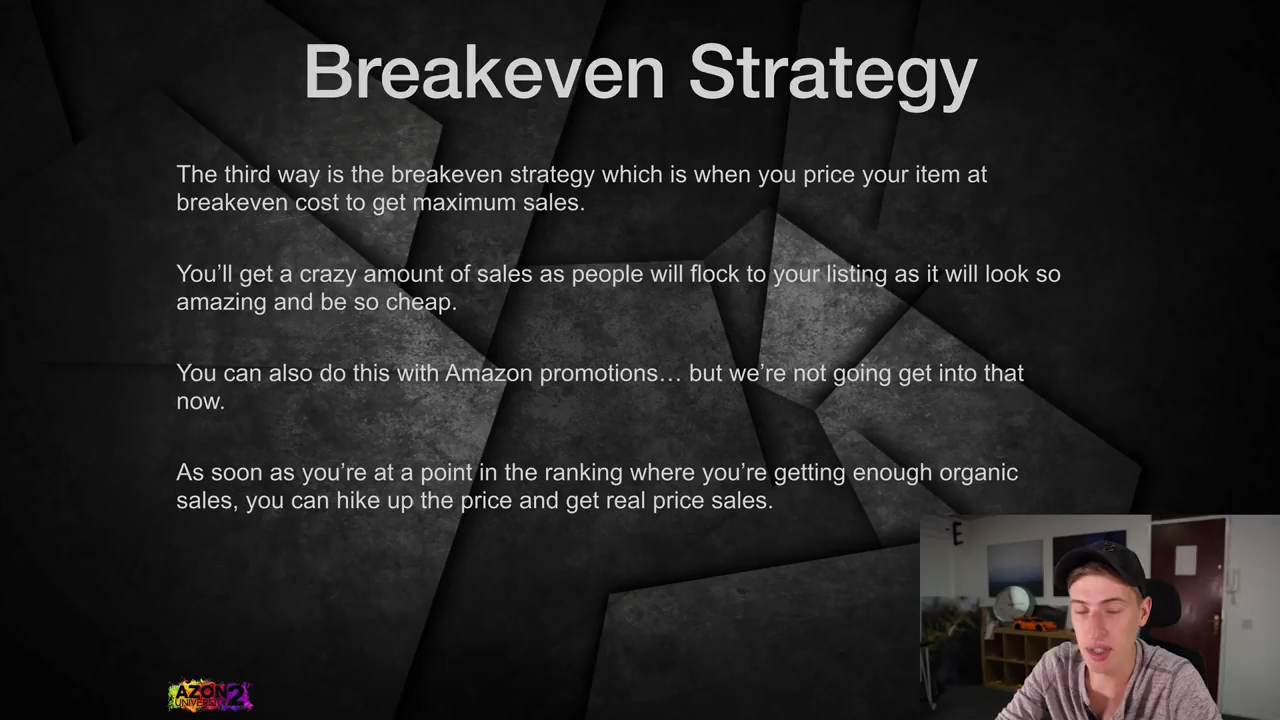 Breakeven Strategy
The third way is the breakeven strategy which is when you price your item at
breakeven cost to get maximum sales.
You’ll get a crazy amount of sales as people will flock to your listing as it will look so
amazing and be so cheap.
You can also do this with Amazon promotions… but we’re not going get into that
now.
As soon as you’re at a point in the ranking where you’re getting enough organic
sales, you can hike up the price and get real price sales.
E
AZON 2
UNIVERSITY